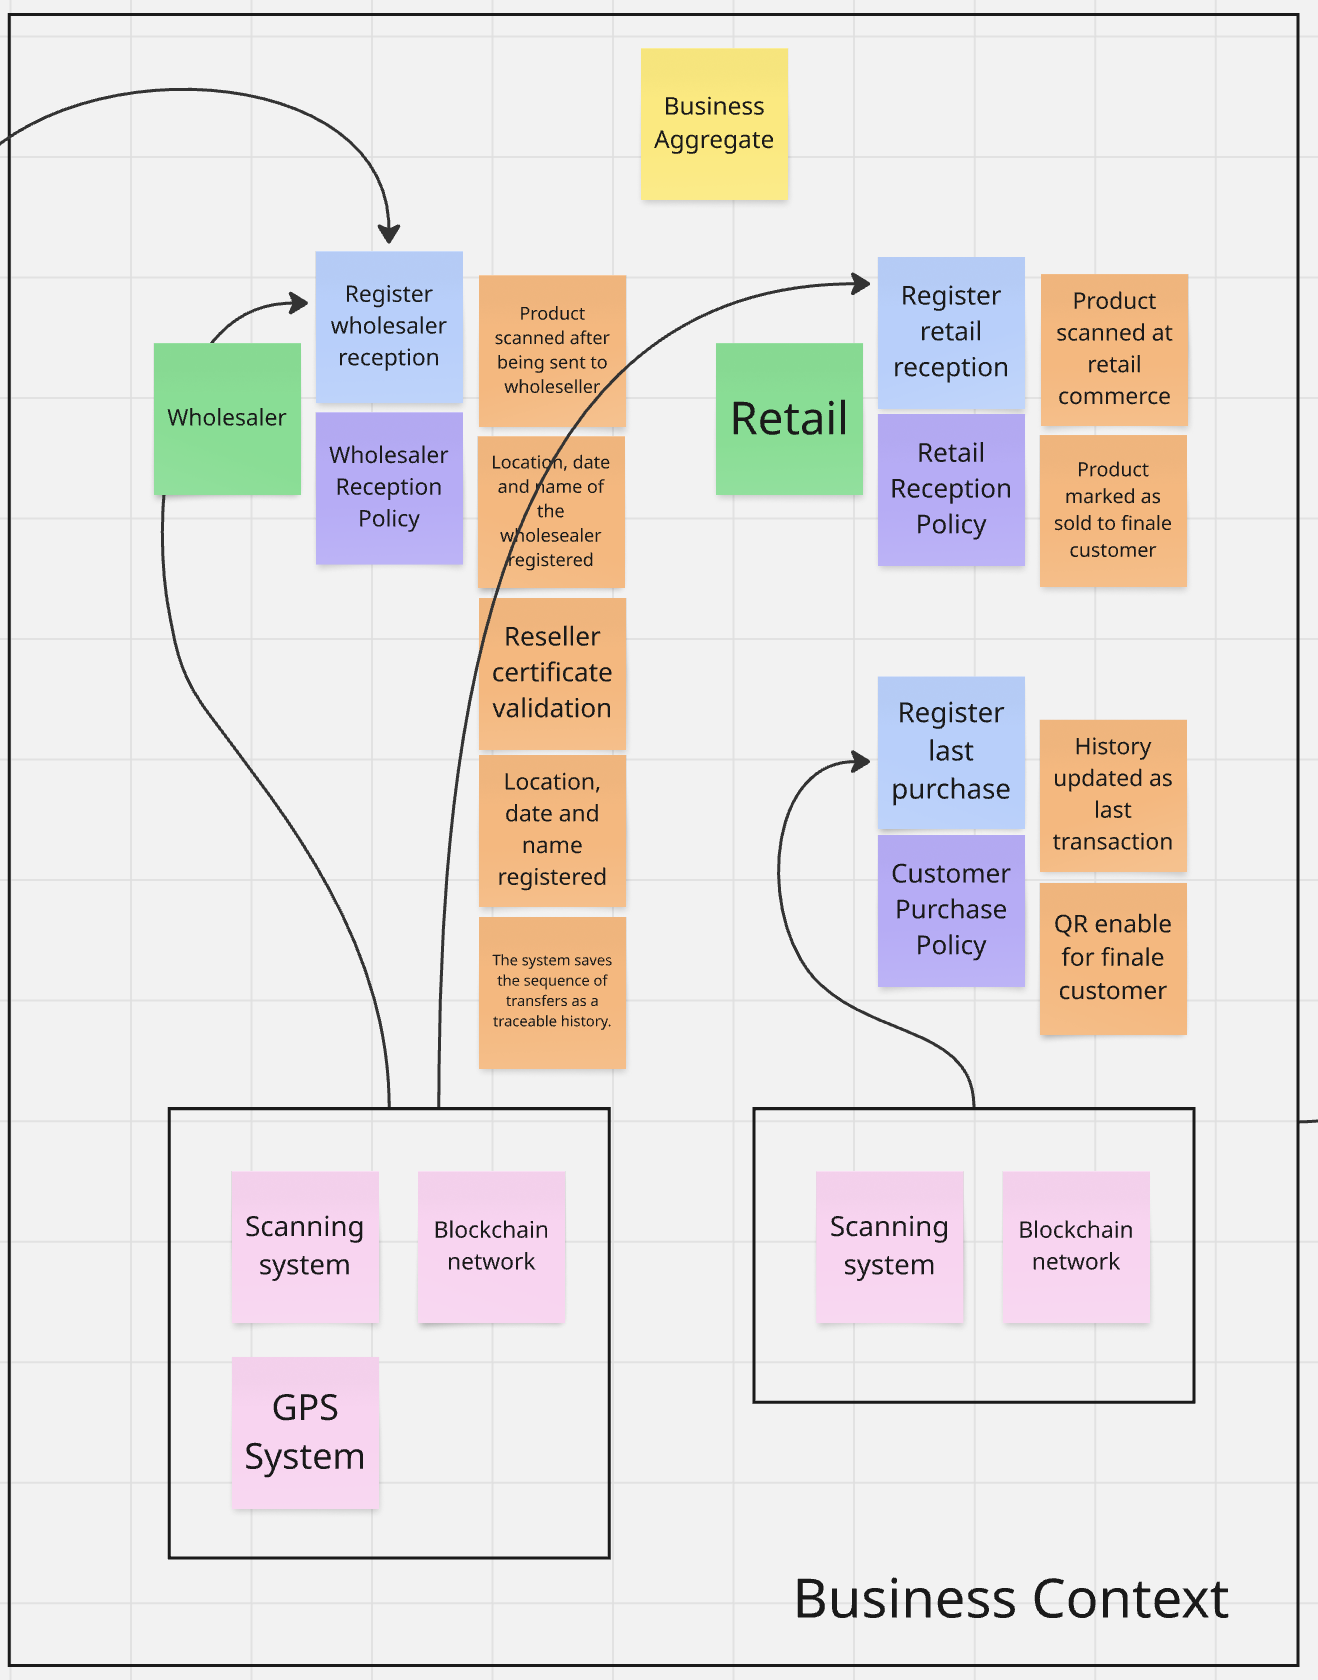 Business
Aggregate
Register
wholesaler
reception
Product
scanned after
being sent to
wholeseller
Wholesaler
Wholesaler
Reception
Policy
Location, date
and name of
the
wholesealer
registered
Reseller
certificate
validation
Location,
date and
name
registered
The system saves
the sequence of
transfers as a
traceable history.
Retail
Register
retail
reception
Product
scanned at
retail
commerce
Retail
Reception
Policy
Product
marked as
sold to finale
customer
Register
last
purchase
History
updated as
last
transaction
Customer
Purchase
Policy
QR enable
for finale
customer
Scanning
system
Blockchain
network
GPS
System
Scanning
system
Blockchain
network
Business Context